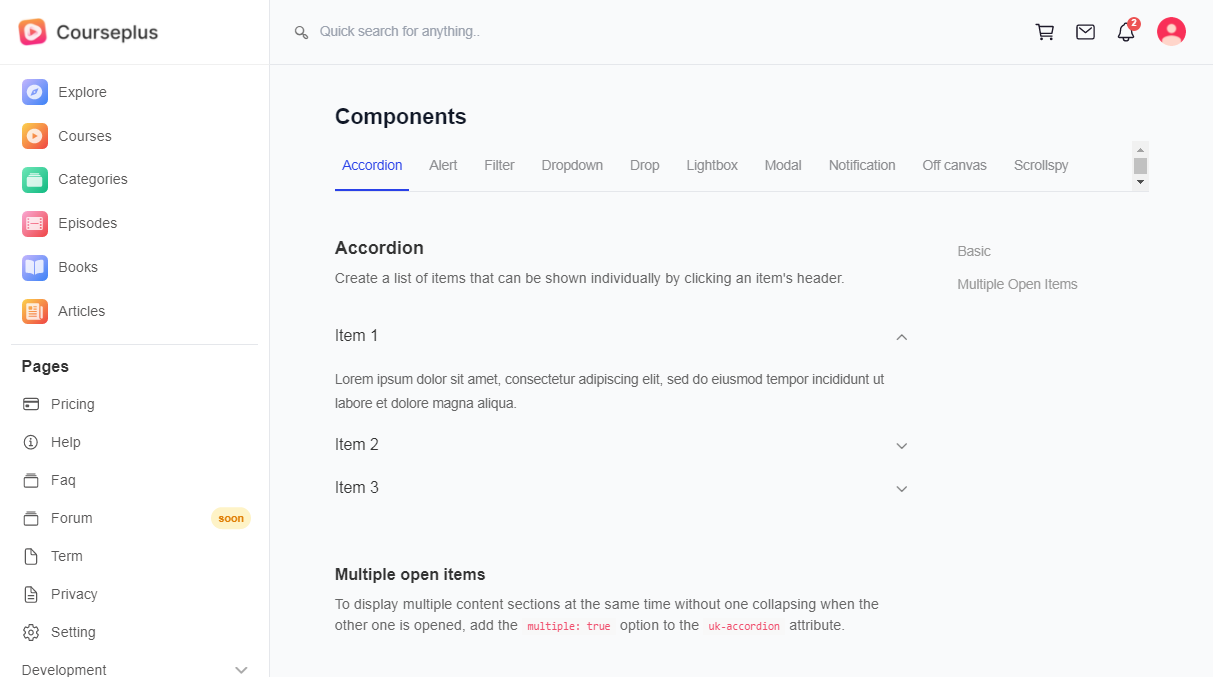 Courseplus
Quick search for anything..
2
Explore
Courses
Categories
Episodes
Books
Articles
Pages
Pricing
Help
Faq
Forum
soon
Term
Privacy
Setting
Development
Components
Accordion Alert Filter Dropdown Drop Lightbox Modal Notification Off canvas Scrollspy
Accordion
Create a list of items that can be shown individually by clicking an item's header.
Item 1
Lorem ipsum dolor sit amet, consectetur adipiscing elit, sed do eiusmod tempor incididunt ut
labore et dolore magna aliqua.
Item 2
Item 3
Multiple open items
To display multiple content sections at the same time without one collapsing when the
other one is opened, add the multiple: true option to the uk-accordion attribute.
Basic
Multiple Open Items